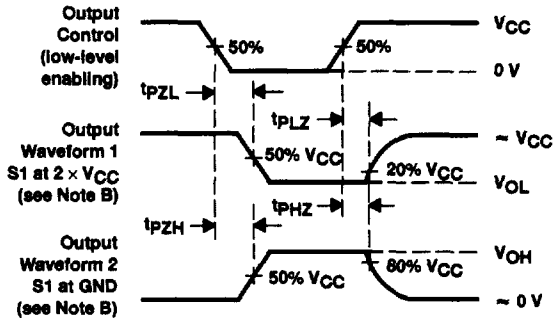 Output
Control
(low-level
enabling)
50%
50%
VCC
0 V
tPZL
tPLZ
Output
Waveform 1
S1 at 2 × VCC
(see Note B)
50% VCC
20% VCC
≈ VCC
VOL
tPZH
tPHZ
Output
Waveform 2
S1 at GND
(see Note B)
50% VCC
80% VCC
VOH
≈ 0 V